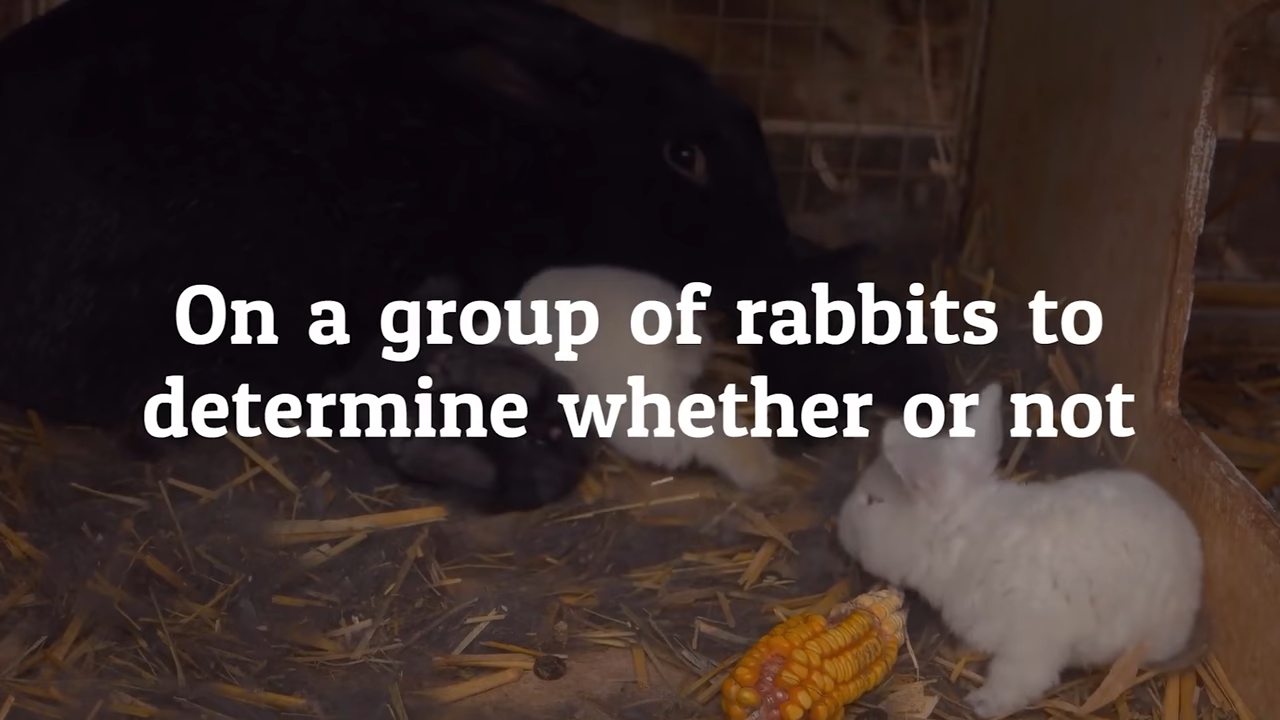 On a group of rabbits to
determine whether or not